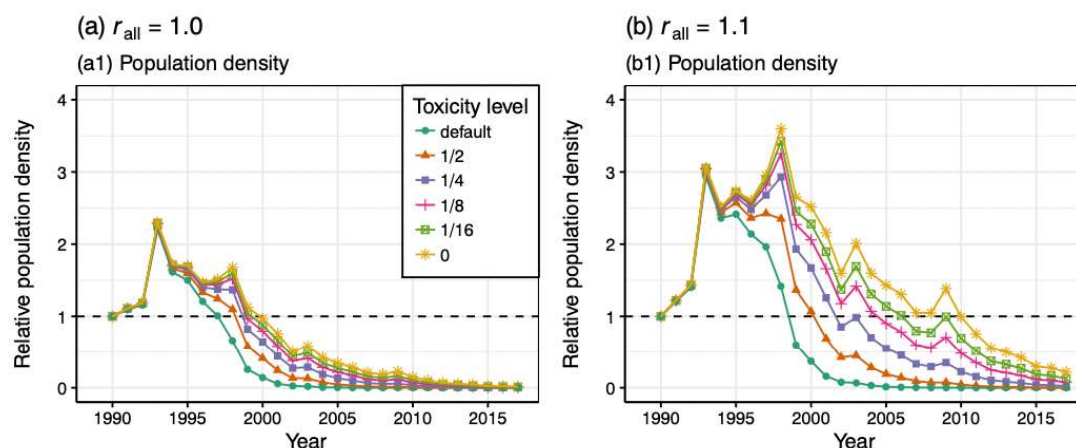 (a) r_all = 1.0
(a1) Population density
Relative population density
4
3
2
1
0
1990 1995 2000 2005 2010 2015
Year
Toxicity level
default
1/2
1/4
1/8
1/16
0
(b) r_all = 1.1
(b1) Population density
Relative population density
4
3
2
1
0
1990 1995 2000 2005 2010 2015
Year